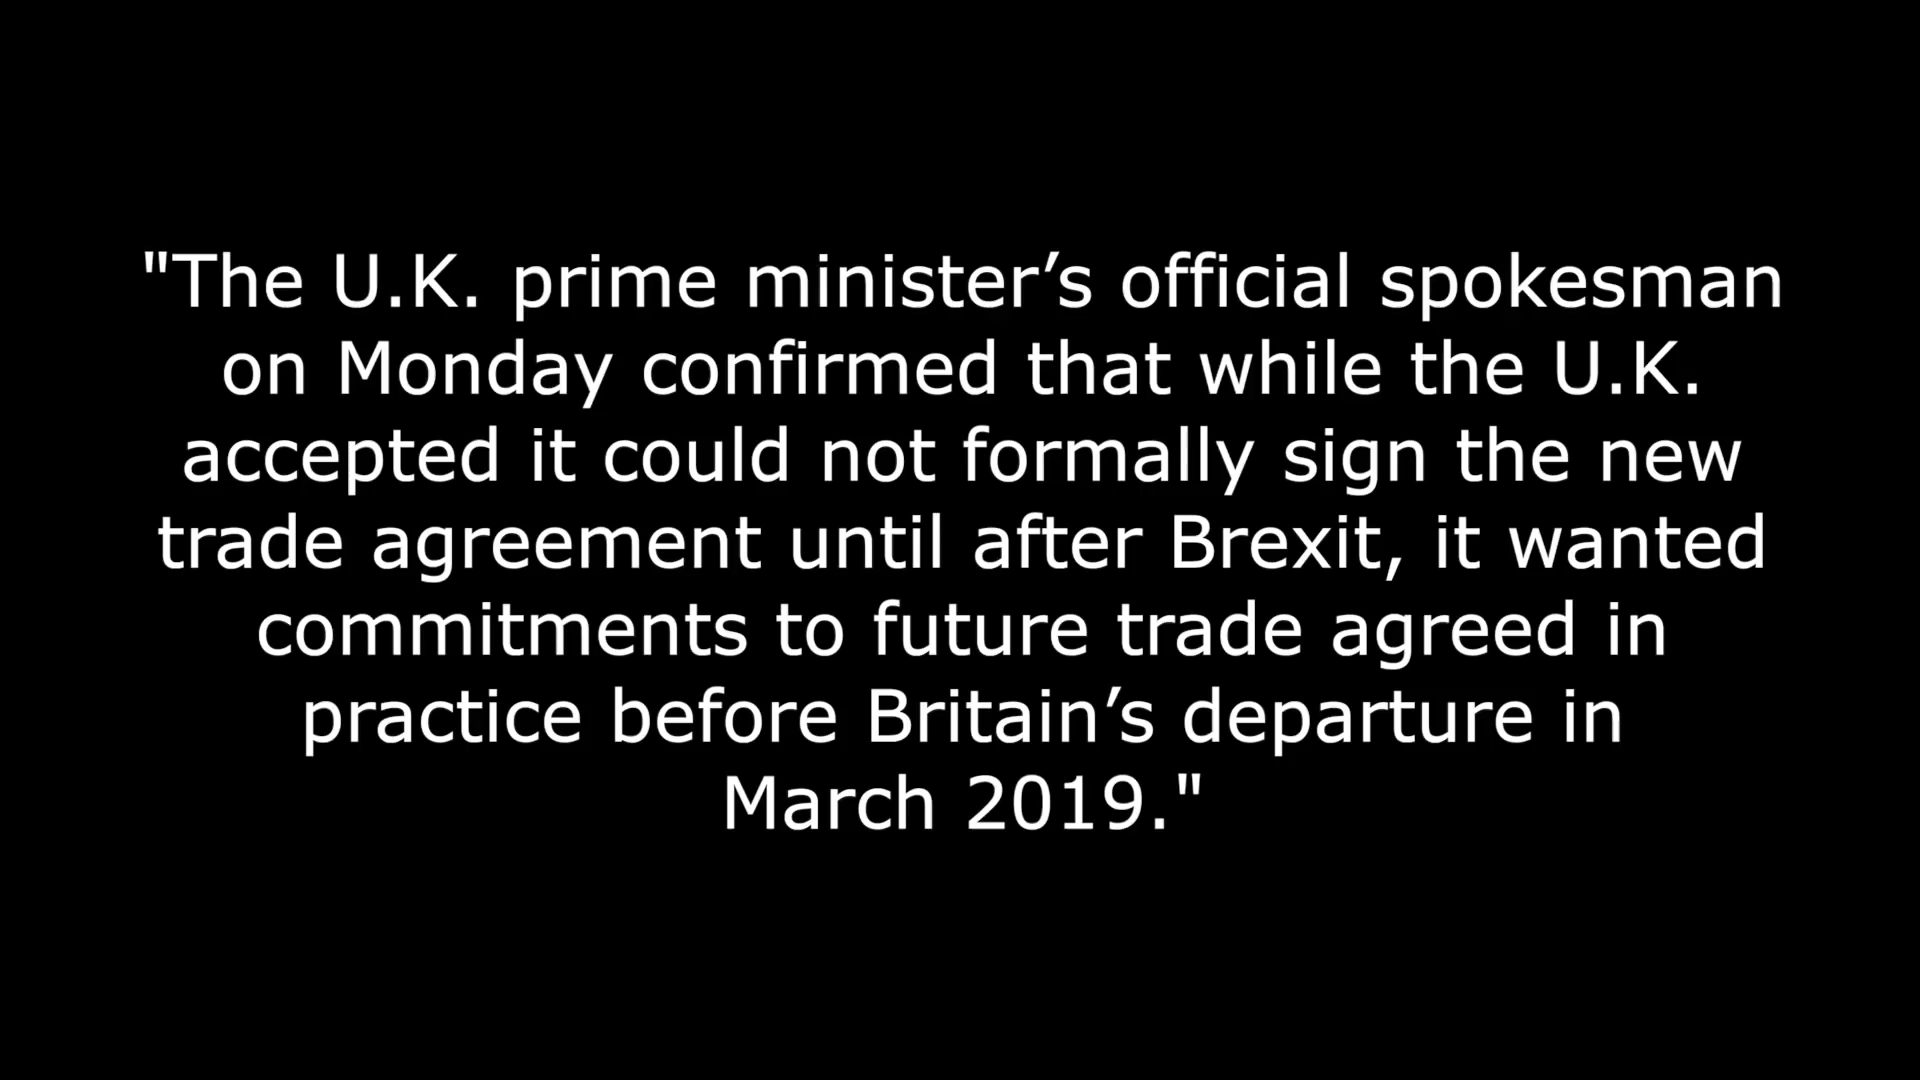 "The U.K. prime minister’s official spokesman
on Monday confirmed that while the U.K.
accepted it could not formally sign the new
trade agreement until after Brexit, it wanted
commitments to future trade agreed in
practice before Britain’s departure in
March 2019."